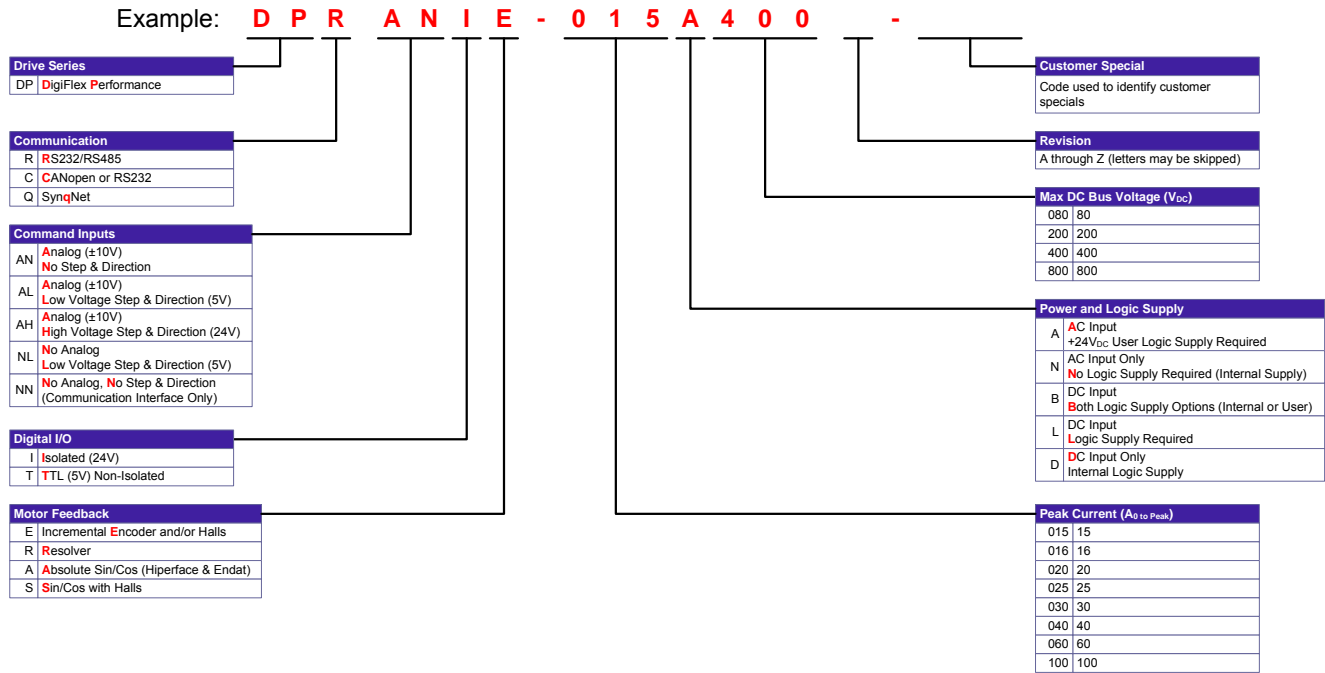 Example: D P R A N I E - 0 1 5 A 4 0 0 -
Drive Series
DP DigiFlex Performance
Communication
R RS232/RS485
C CANopen or RS232
Q SynqNet
Command Inputs
AN Analog (±10V)
No Step & Direction
AL Analog (±10V)
Low Voltage Step & Direction (5V)
AH Analog (±10V)
High Voltage Step & Direction (24V)
NL No Analog
Low Voltage Step & Direction (5V)
NN No Analog, No Step & Direction
(Communication Interface Only)
Digital I/O
I Isolated (24V)
T TTL (5V) Non-Isolated
Motor Feedback
E Incremental Encoder and/or Halls
R Resolver
A Absolute Sin/Cos (Hiperface & Endat)
S Sin/Cos with Halls
Customer Special
Code used to identify customer
specials
Revision
A through Z (letters may be skipped)
Max DC Bus Voltage (VDC)
080 80
200 200
400 400
800 800
Power and Logic Supply
A AC Input
+24VDC User Logic Supply Required
N AC Input Only
No Logic Supply Required (Internal Supply)
B DC Input
Both Logic Supply Options (Internal or User)
L DC Input
Logic Supply Required
D DC Input Only
Internal Logic Supply
Peak Current (A0 to Peak)
015 15
016 16
020 20
025 25
030 30
040 40
060 60
100 100